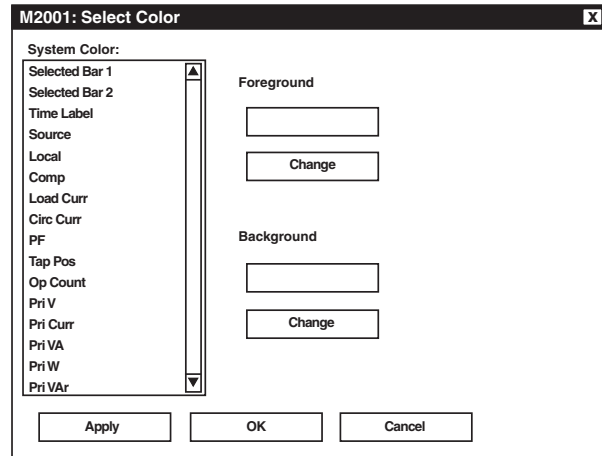 M2001: Select Color X
System Color:
Selected Bar 1
Selected Bar 2
Time Label
Source
Local
Comp
Load Curr
Circ Curr
PF
Tap Pos
Op Count
Pri V
Pri Curr
Pri VA
Pri W
Pri VAr
Foreground
Change
Background
Change
Apply OK Cancel